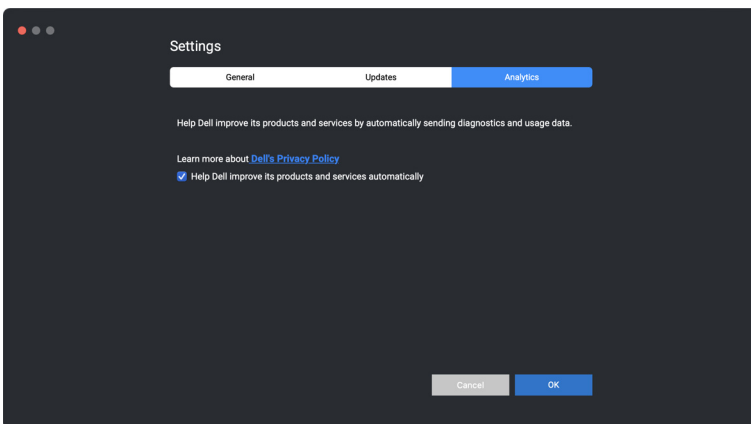 Settings
General Updates Analytics
Help Dell improve its products and services by automatically sending diagnostics and usage data.
Learn more about Dell's Privacy Policy
Help Dell improve its products and services automatically
Cancel OK